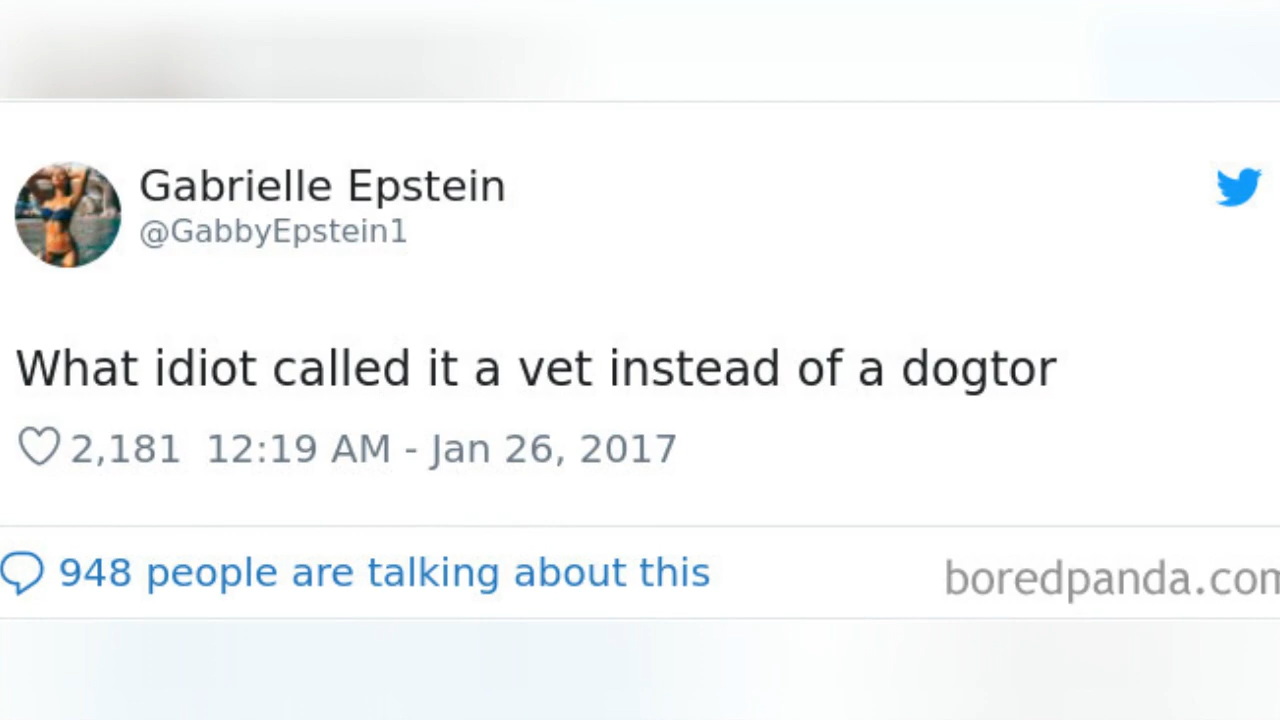 Gabrielle Epstein
@GabbyEpstein1
What idiot called it a vet instead of a dogtor
2,181 12:19 AM - Jan 26, 2017
948 people are talking about this
boredpanda.com